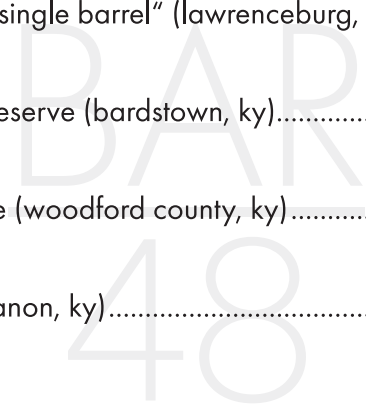 single barrel“ (lawrenceburg,
BAR
eserve (bardstown, ky).............
e (woodford county, ky)...........
48
anon, ky)....................................